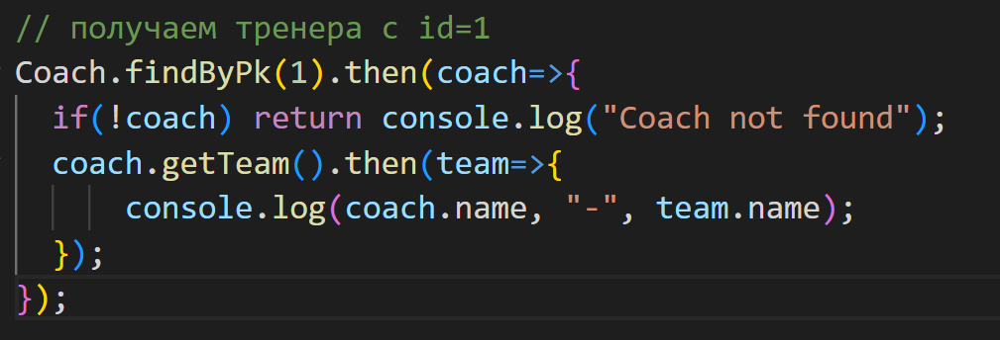 // получаем тренера с id=1
Coach.findByPk(1).then(coach=>{
if(!coach) return console.log("Coach not found");
coach.getTeam().then(team=>{
console.log(coach.name, "-", team.name);
});
});